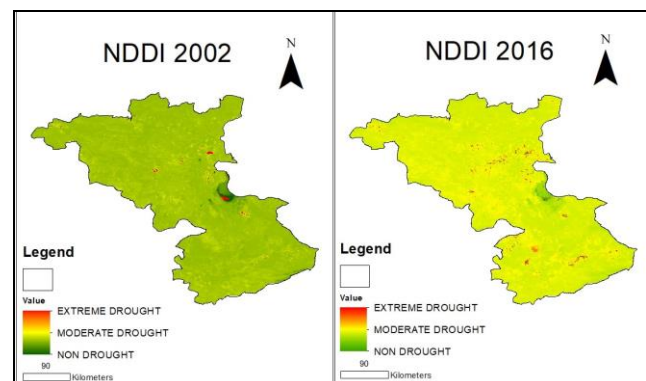 NDDI 2002
N
Legend
Value
EXTREME DROUGHT
MODERATE DROUGHT
NON DROUGHT
90
Kilometers
NDDI 2016
N
Legend
Value
EXTREME DROUGHT
MODERATE DROUGHT
NON DROUGHT
90
Kilometers